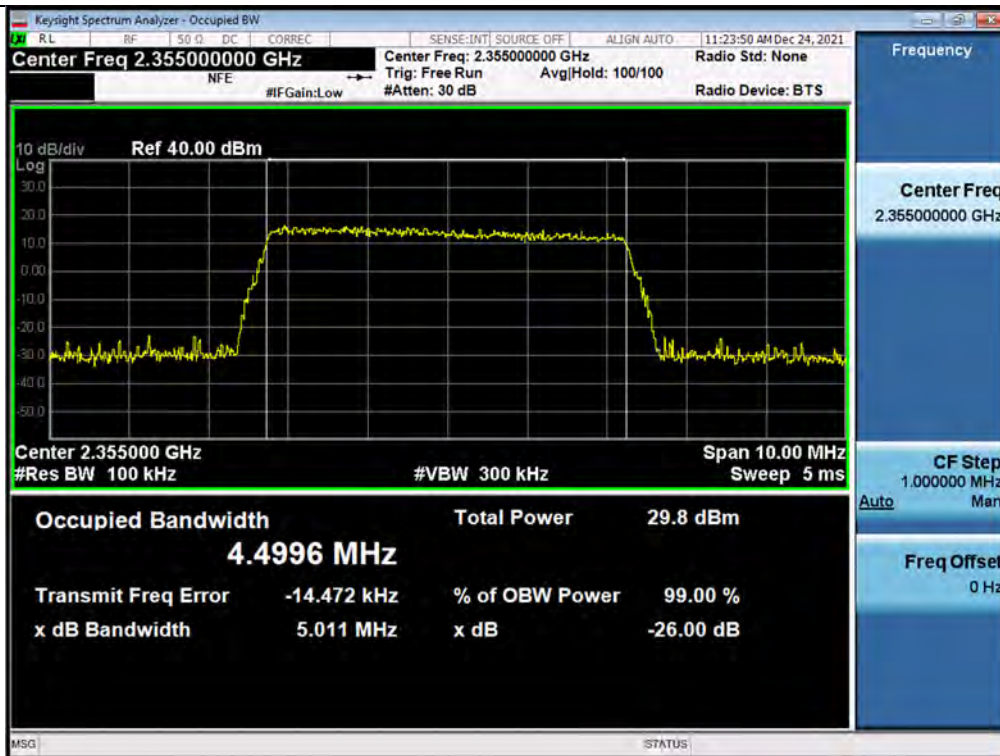 Keysight Spectrum Analyzer - Occupied BW
LXI RL RF 50 Ω DC CORREC SENSE:INT SOURCE OFF ALIGN AUTO 11:23:50 AM Dec 24, 2021
Center Freq 2.355000000 GHz
NFE
#IFGain:Low
Center Freq: 2.355000000 GHz
Trig: Free Run Avg|Hold: 100/100
#Atten: 30 dB
Radio Std: None
Radio Device: BTS
10 dB/div Ref 40.00 dBm
Log
30.0
20.0
10.0
0.00
-10.0
-20.0
-30.0
-40.0
-50.0
Center 2.355000 GHz Span 10.00 MHz
#Res BW 100 kHz #VBW 300 kHz Sweep 5 ms
Occupied Bandwidth Total Power 29.8 dBm
4.4996 MHz
Transmit Freq Error -14.472 kHz % of OBW Power 99.00 %
x dB Bandwidth 5.011 MHz x dB -26.00 dB
MSG STATUS
Frequency
Center Freq
2.355000000 GHz
CF Step
1.000000 MHz
Auto Man
Freq Offset
0 Hz